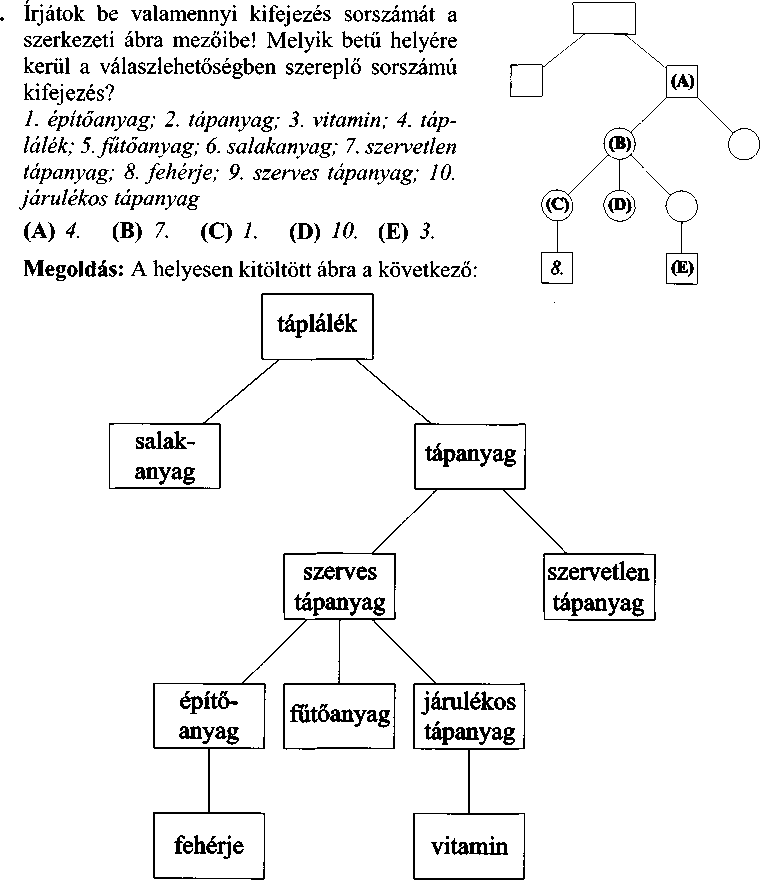 . Írjátok be valamennyi kifejezés sorszámát a
szerkezeti ábra mezőibe! Melyik betű helyére
kerül a válaszlehetőségben szereplő sorszámú
kifejezés?
1. építőanyag; 2. tápanyag; 3. vitamin; 4. táp-
lálék; 5. fűtőanyag; 6. salakanyag; 7. szervetlen
tápanyag; 8. fehérje; 9. szerves tápanyag; 10.
járulékos tápanyag
(A) 4. (B) 7. (C) 1. (D) 10. (E) 3.
(A)
(B)
(C) (D)
8. (E)
Megoldás: A helyesen kitöltött ábra a következő:
táplálék
salak-
anyag
tápanyag
szerves
tápanyag
szervetlen
tápanyag
építő-
anyag
fűtőanyag
járulékos
tápanyag
fehérje
vitamin